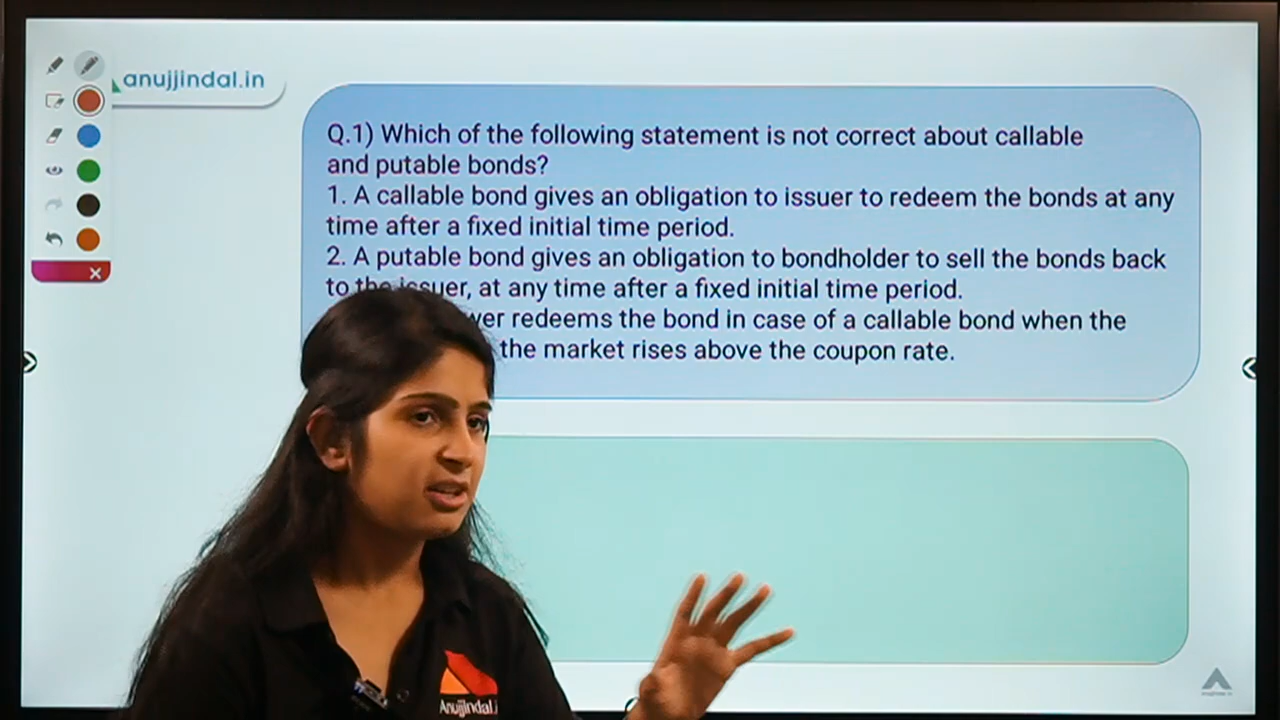 anujjindal.in
Q.1) Which of the following statement is not correct about callable
and putable bonds?
1. A callable bond gives an obligation to issuer to redeem the bonds at any
time after a fixed initial time period.
2. A putable bond gives an obligation to bondholder to sell the bonds back
to the issuer, at any time after a fixed initial time period.
redeems the bond in case of a callable bond when the
the market rises above the coupon rate.
Anujjindal.